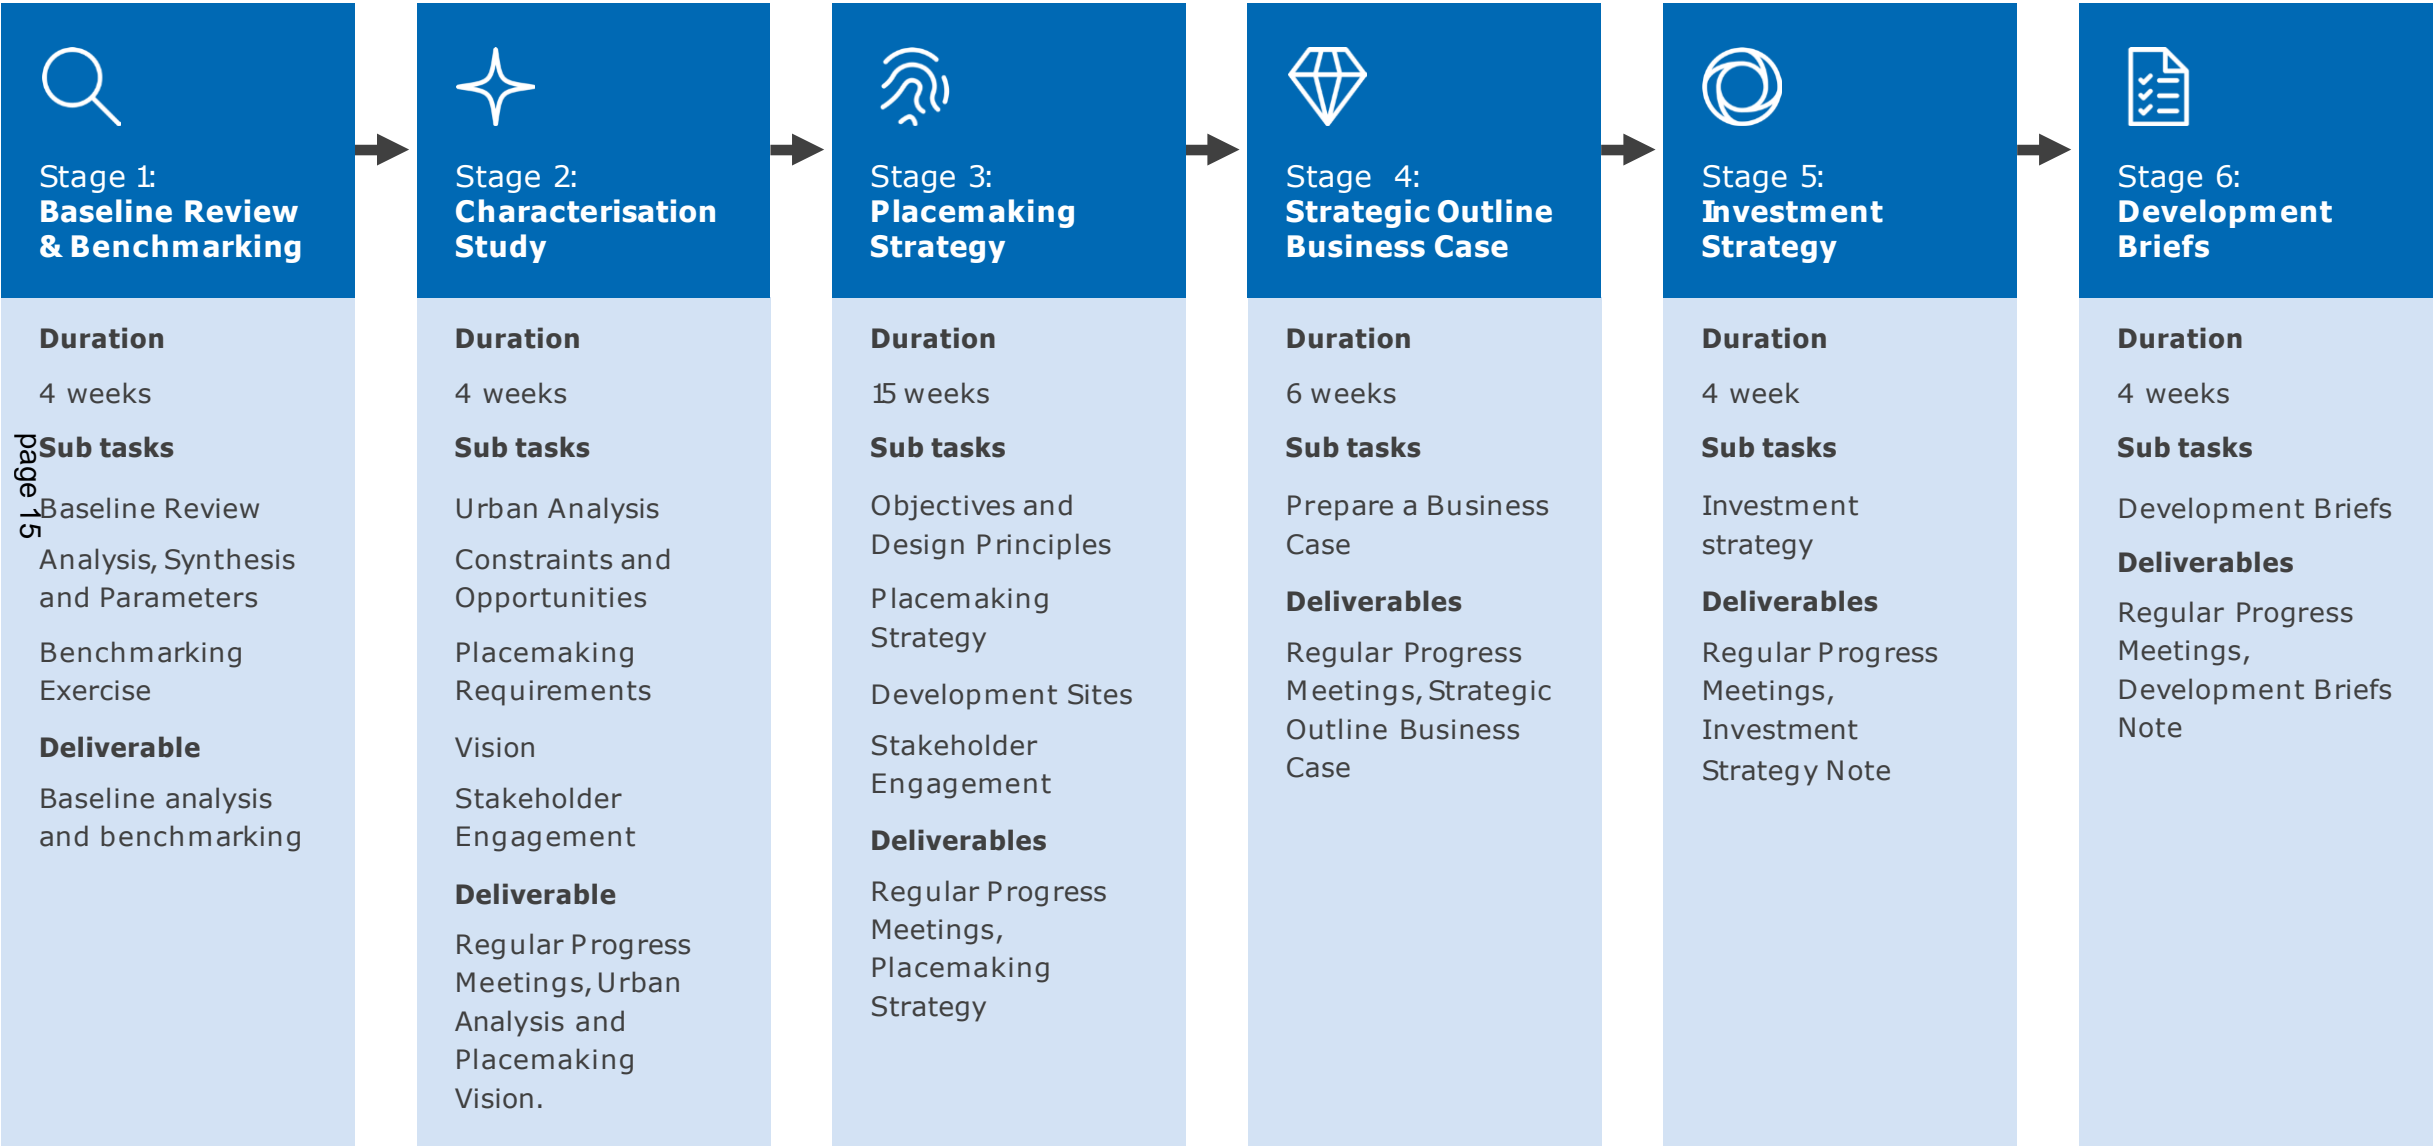 Stage 1:
Baseline Review
& Benchmarking
Duration
4 weeks
Sub tasks
Baseline Review
Analysis, Synthesis
and Parameters
Benchmarking
Exercise
Deliverable
Baseline analysis
and benchmarking
Stage 2:
Characterisation
Study
Duration
4 weeks
Sub tasks
Urban Analysis
Constraints and
Opportunities
Placemaking
Requirements
Vision
Stakeholder
Engagement
Deliverable
Regular Progress
Meetings, Urban
Analysis and
Placemaking
Vision.
Stage 3:
Placemaking
Strategy
Duration
15 weeks
Sub tasks
Objectives and
Design Principles
Placemaking
Strategy
Development Sites
Stakeholder
Engagement
Deliverables
Regular Progress
Meetings,
Placemaking
Strategy
Stage 4:
Strategic Outline
Business Case
Duration
6 weeks
Sub tasks
Prepare a Business
Case
Deliverables
Regular Progress
Meetings, Strategic
Outline Business
Case
Stage 5:
Investment
Strategy
Duration
4 week
Sub tasks
Investment
strategy
Deliverables
Regular Progress
Meetings,
Investment
Strategy Note
Stage 6:
Development
Briefs
Duration
4 weeks
Sub tasks
Development Briefs
Deliverables
Regular Progress
Meetings,
Development Briefs
Note
page 15